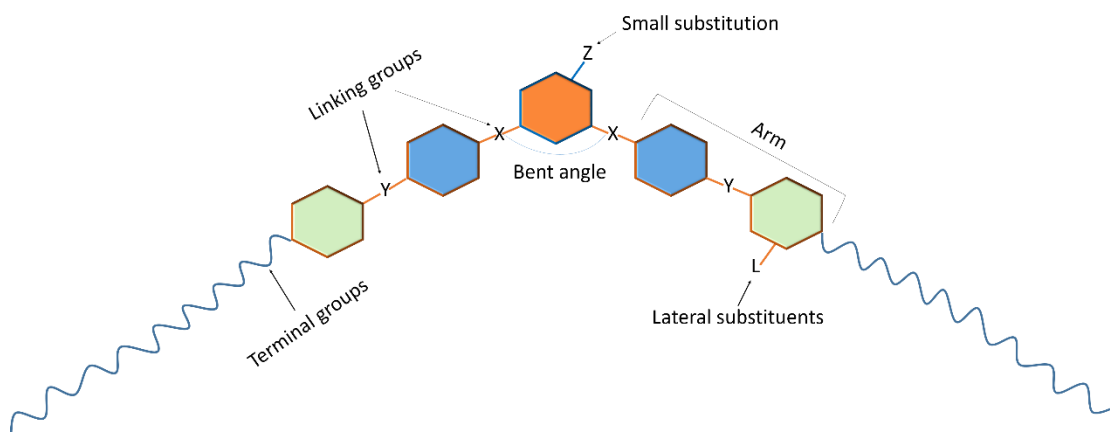 Small substitution
Z
Linking groups
Arm
X
X
Bent angle
Y
Y
L
Terminal groups
Lateral substituents